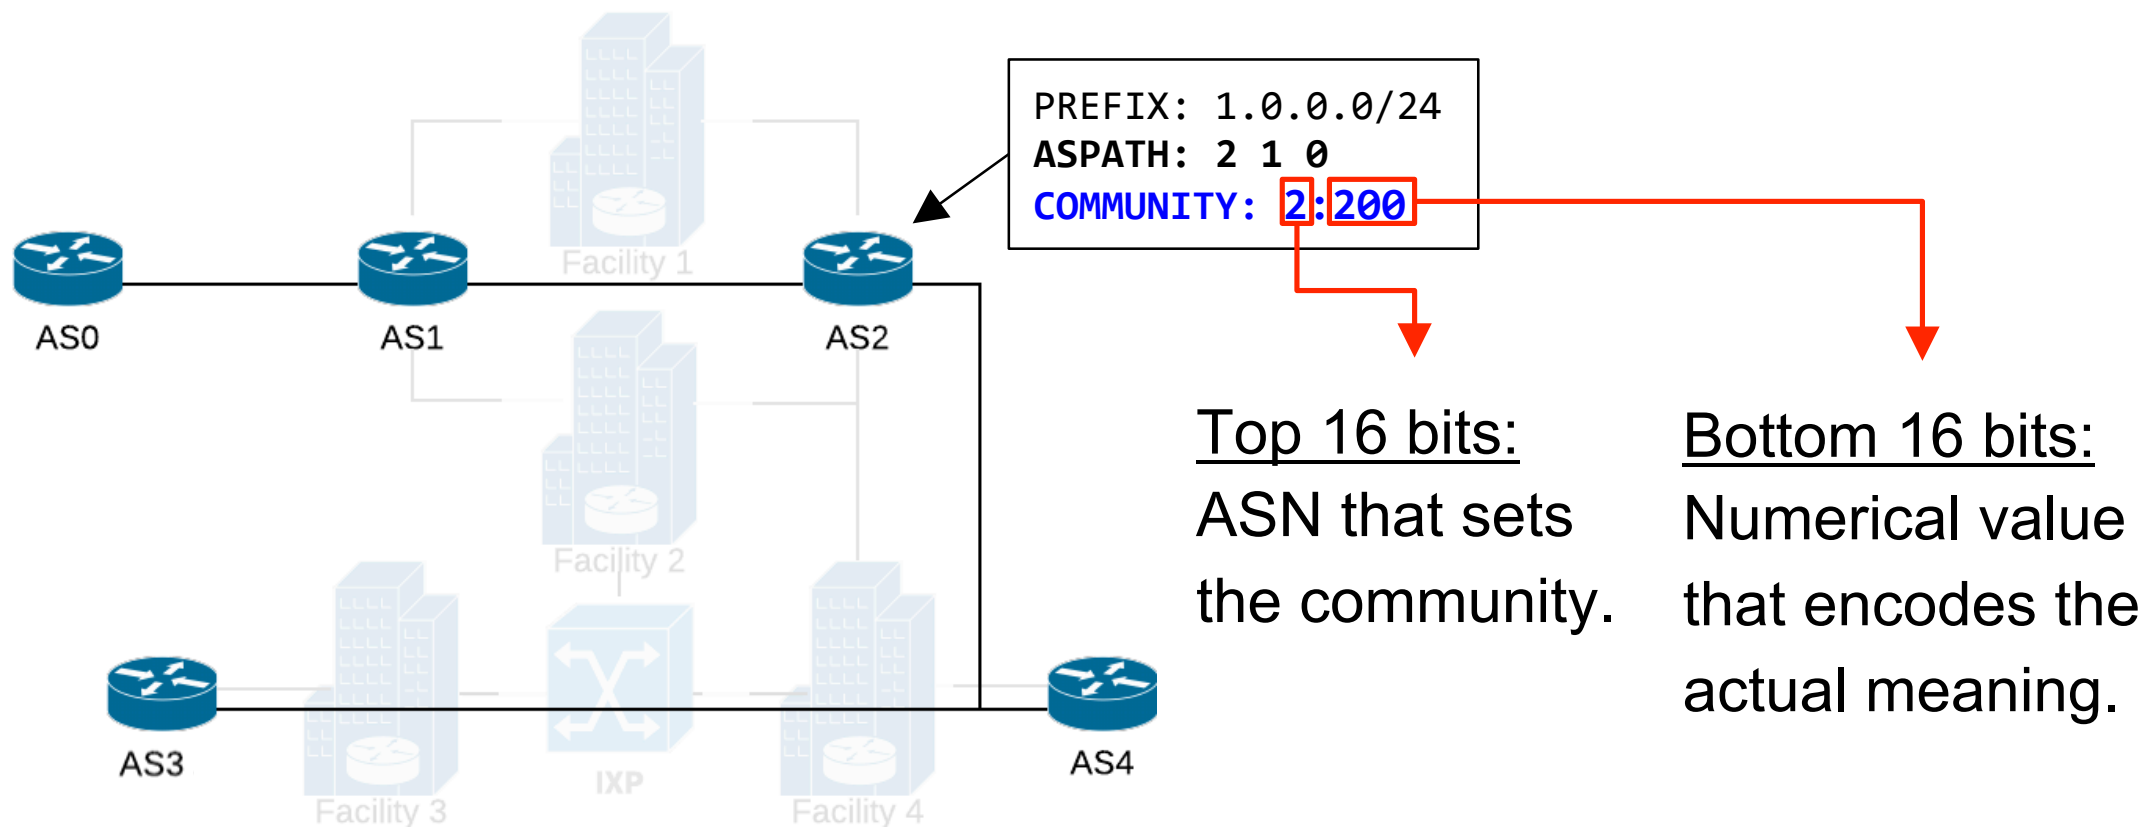 PREFIX: 1.0.0.0/24
ASPATH: 2 1 0
COMMUNITY: 2:200
Facility 1
AS0
AS1
AS2
Top 16 bits:
ASN that sets
the community.
Bottom 16 bits:
Numerical value
that encodes the
actual meaning.
Facility 2
AS3
IXP
AS4
Facility 3
Facility 4